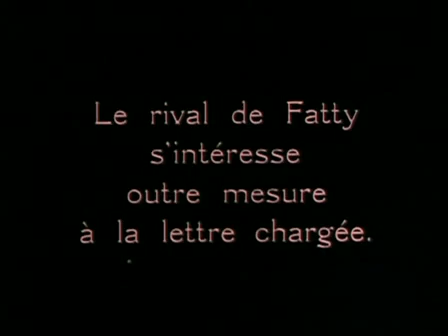 Le rival de Fatty
s'intéresse
outre mesure
à la lettre chargée.